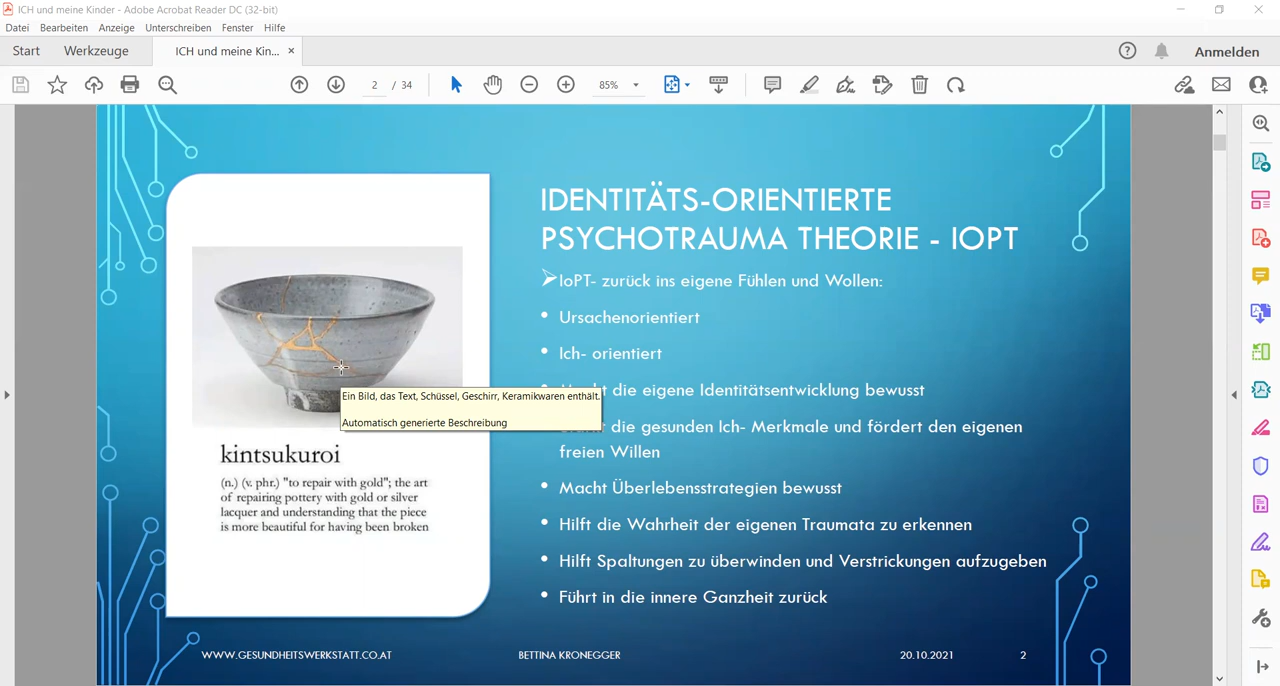 ICH und meine Kinder - Adobe Acrobat Reader DC (32-bit)
Datei Bearbeiten Anzeige Unterschreiben Fenster Hilfe
Start Werkzeuge ICH und meine Kin... × Anmelden
2 / 34 85%
IDENTITÄTS-ORIENTIERTE
PSYCHOTRAUMA THEORIE - IOPT
IoPT- zurück ins eigene Fühlen und Wollen:
• Ursachenorientiert
• Ich- orientiert
die eigene Identitätsentwicklung bewusst
die gesunden Ich- Merkmale und fördert den eigenen
freien Willen
• Macht Überlebensstrategien bewusst
• Hilft die Wahrheit der eigenen Traumata zu erkennen
• Hilft Spaltungen zu überwinden und Verstrickungen aufzugeben
• Führt in die innere Ganzheit zurück
Ein Bild, das Text, Schüssel, Geschirr, Keramikwaren enthält.
Automatisch generierte Beschreibung
kintsukuroi
(n.) (v. phr.) "to repair with gold"; the art
of repairing pottery with gold or silver
lacquer and understanding that the piece
is more beautiful for having been broken
WWW.GESUNDHEITSWERKSTATT.CO.AT BETTINA KRONEGGER 20.10.2021 2